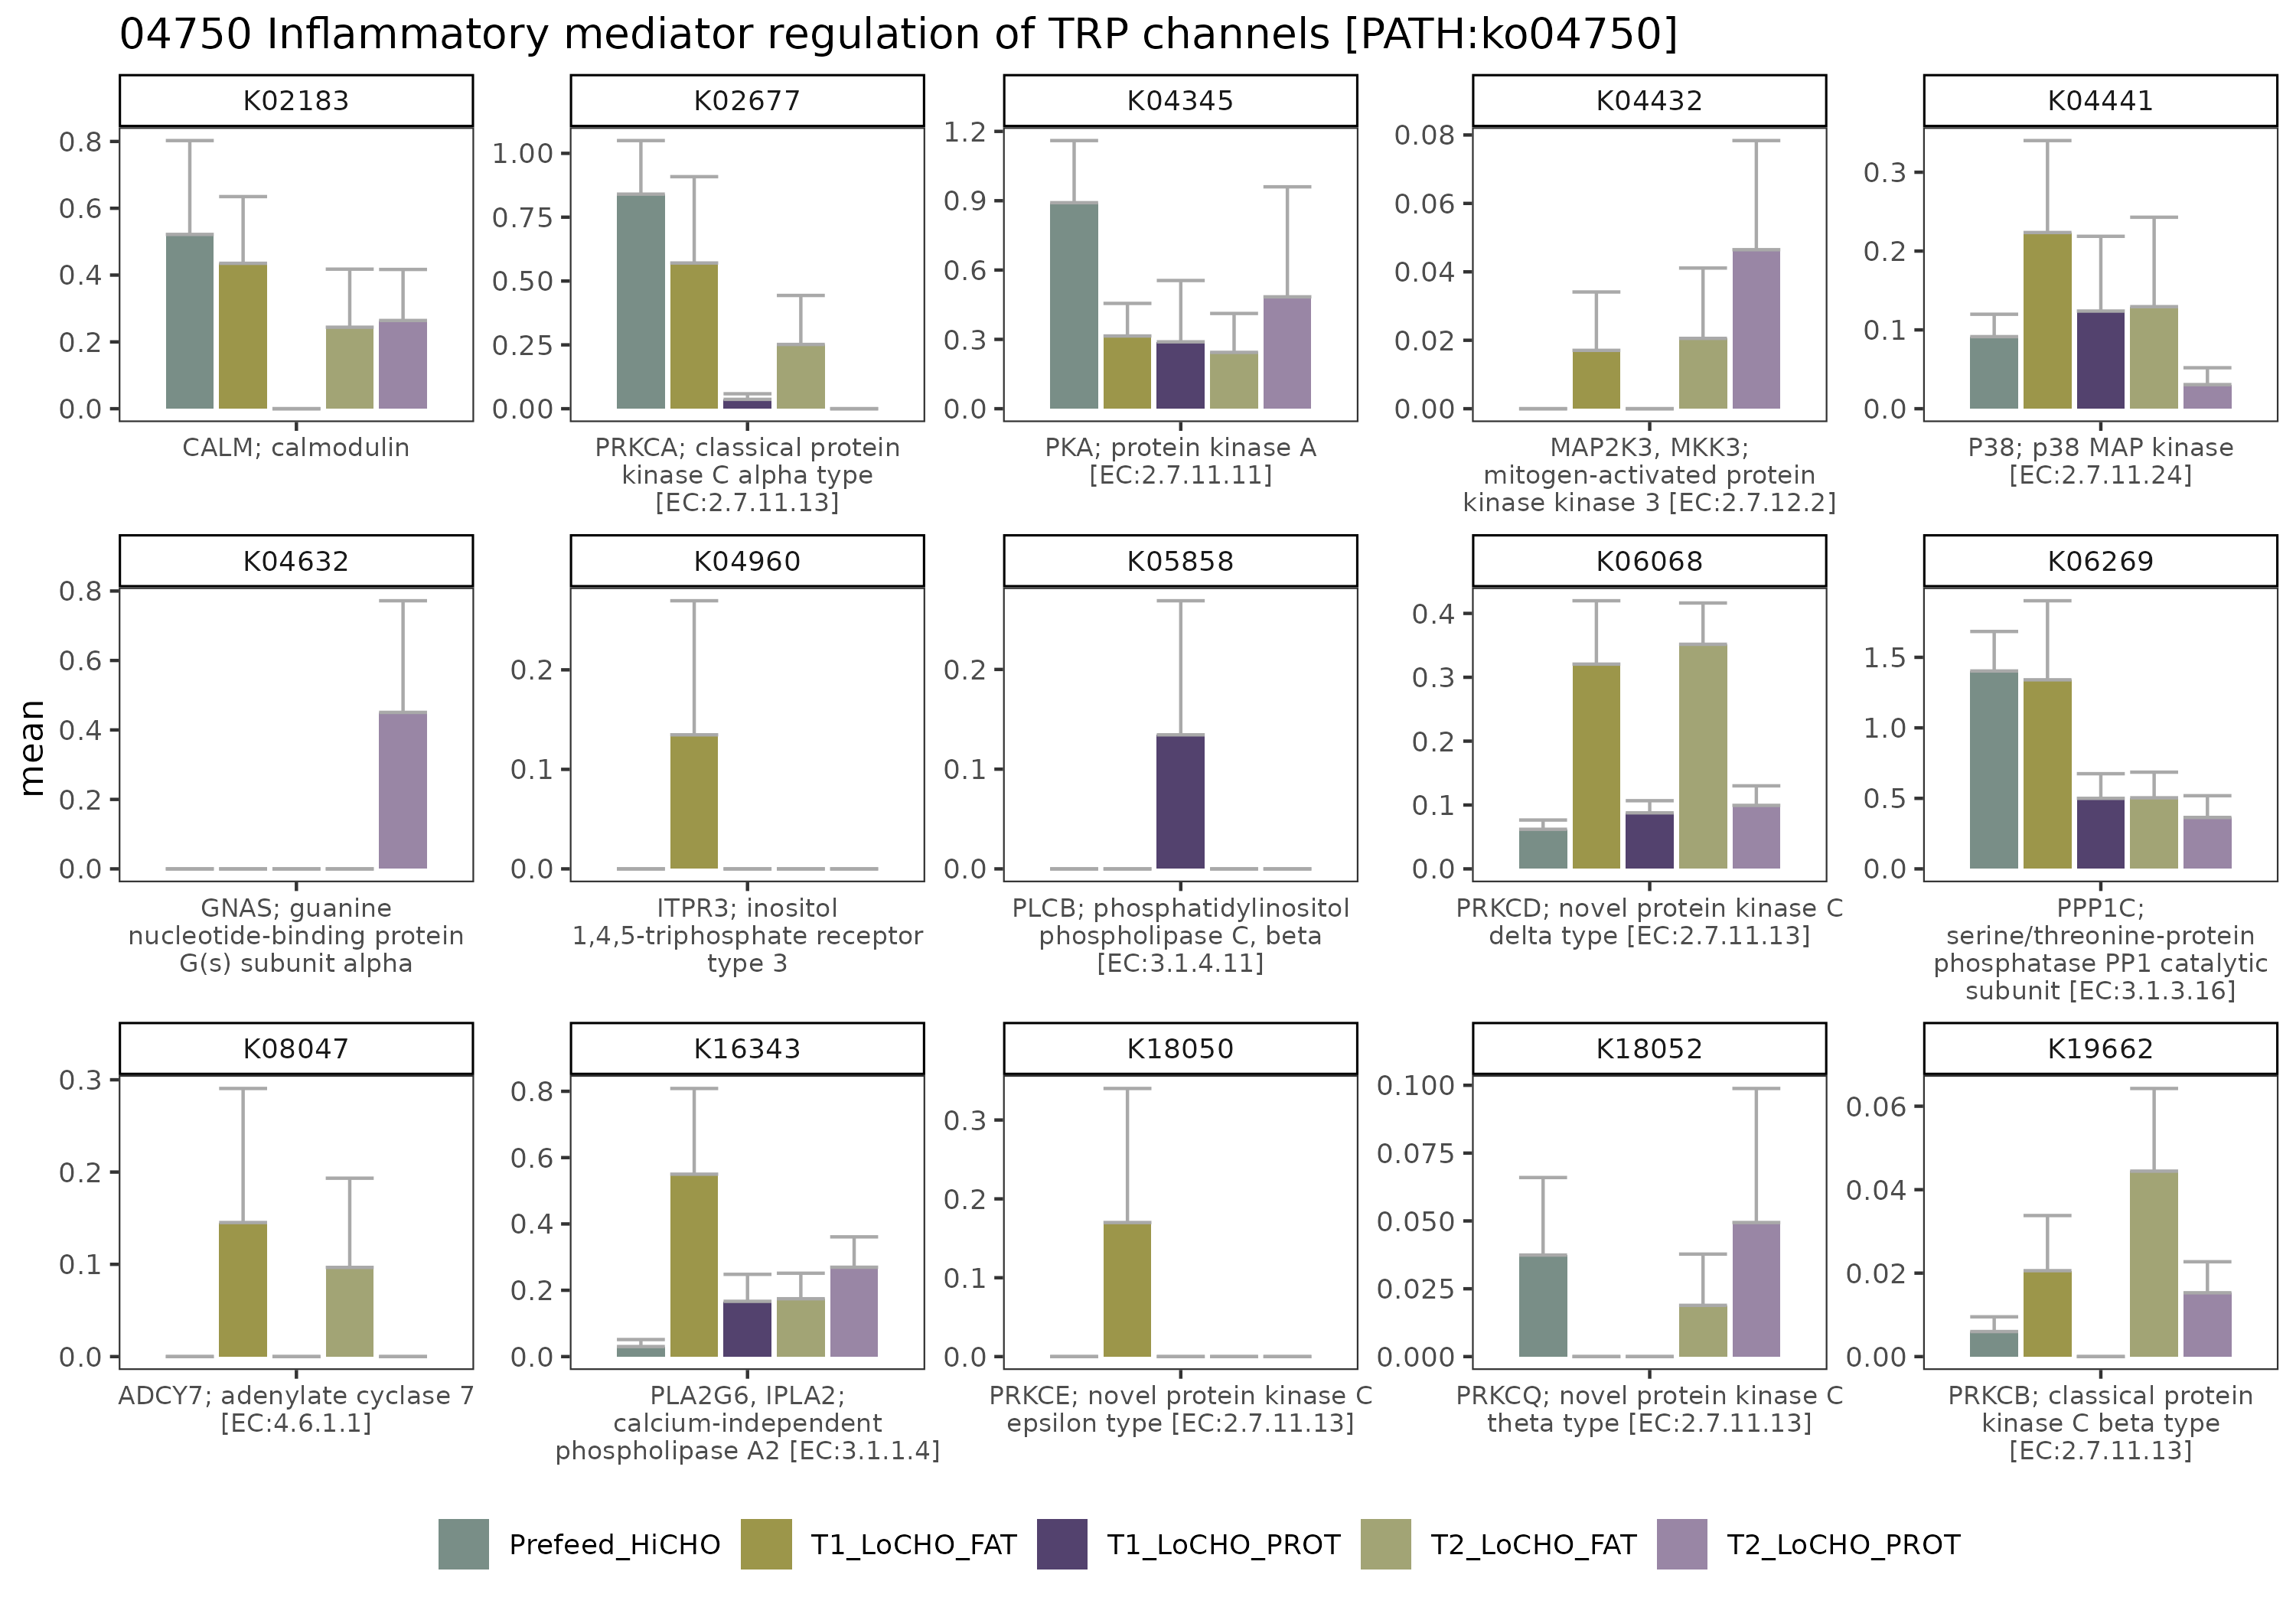 04750 Inflammatory mediator regulation of TRP channels [PATH:ko04750]
mean
K02183
0.8
0.6
0.4
0.2
0.0
CALM; calmodulin
K02677
1.00
0.75
0.50
0.25
0.00
PRKCA; classical protein
kinase C alpha type
[EC:2.7.11.13]
K04345
1.2
0.9
0.6
0.3
0.0
PKA; protein kinase A
[EC:2.7.11.11]
K04432
0.08
0.06
0.04
0.02
0.00
MAP2K3, MKK3;
mitogen-activated protein
kinase kinase 3 [EC:2.7.12.2]
K04441
0.3
0.2
0.1
0.0
P38; p38 MAP kinase
[EC:2.7.11.24]
K04632
0.8
0.6
0.4
0.2
0.0
GNAS; guanine
nucleotide-binding protein
G(s) subunit alpha
K04960
0.2
0.1
0.0
ITPR3; inositol
1,4,5-triphosphate receptor
type 3
K05858
0.2
0.1
0.0
PLCB; phosphatidylinositol
phospholipase C, beta
[EC:3.1.4.11]
K06068
0.4
0.3
0.2
0.1
0.0
PRKCD; novel protein kinase C
delta type [EC:2.7.11.13]
K06269
1.5
1.0
0.5
0.0
PPP1C;
serine/threonine-protein
phosphatase PP1 catalytic
subunit [EC:3.1.3.16]
K08047
0.3
0.2
0.1
0.0
ADCY7; adenylate cyclase 7
[EC:4.6.1.1]
K16343
0.8
0.6
0.4
0.2
0.0
PLA2G6, IPLA2;
calcium-independent
phospholipase A2 [EC:3.1.1.4]
K18050
0.3
0.2
0.1
0.0
PRKCE; novel protein kinase C
epsilon type [EC:2.7.11.13]
K18052
0.100
0.075
0.050
0.025
0.000
PRKCQ; novel protein kinase C
theta type [EC:2.7.11.13]
K19662
0.06
0.04
0.02
0.00
PRKCB; classical protein
kinase C beta type
[EC:2.7.11.13]
Prefeed_HiCHO
T1_LoCHO_FAT
T1_LoCHO_PROT
T2_LoCHO_FAT
T2_LoCHO_PROT